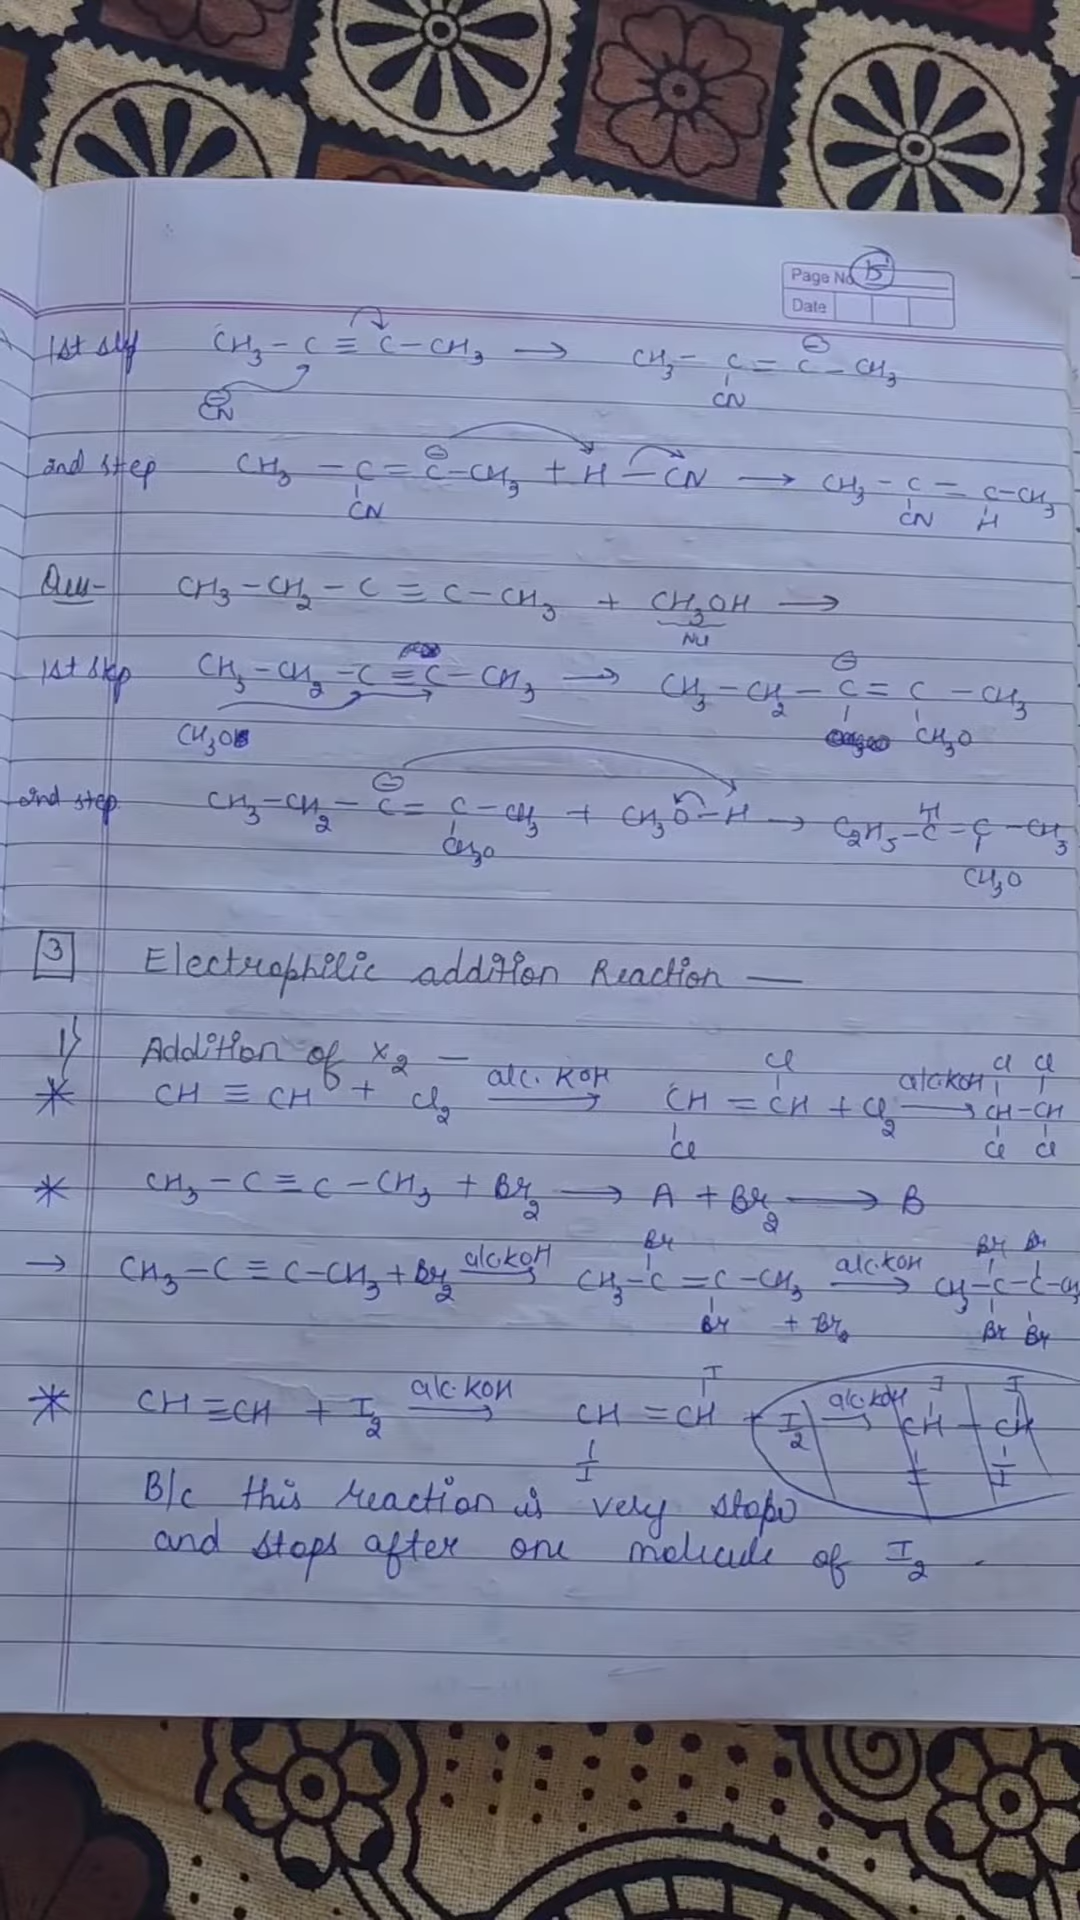 Page No. 15
Date
1st step CH3 - C ≡ C - CH3 → CH3 - C = C⊖ - CH3
⊖CN CN
2nd step CH3 - C = C⊖ - CH3 + H - CN → CH3 - C = C - CH3
CN CN H
Que- CH3 - CH2 - C ≡ C - CH3 + CH3OH →
Nu
1st step CH3 - CH2 - C ≡ C - CH3 → CH3 - CH2 - C⊖ = C - CH3
CH3O CH3O
2nd step CH3 - CH2 - C⊖ = C - CH3 + CH3O - H → C2H5 - C - C - CH3
H
CH3O CH3O
3 Electrophilic addition Reaction —
1} Addition of X2 —
Cl Cl Cl
* CH ≡ CH + Cl2 alc. KOH → CH = CH + Cl2 alc.KOH → CH - CH
Cl Cl Cl
* CH3 - C ≡ C - CH3 + Br2 → A + Br2 → B
Br Br Br
→ CH3 - C ≡ C - CH3 + Br2 alc.KOH → CH3 - C = C - CH3 alc.KOH → CH3 - C - C - CH3
Br + Br2 Br Br
I I I
* CH ≡ CH + I2 alc.KOH → CH = CH + I2 alc.KOH → CH - CH
I I I
B/c this reaction is very
and stops after one molecule of I2 -